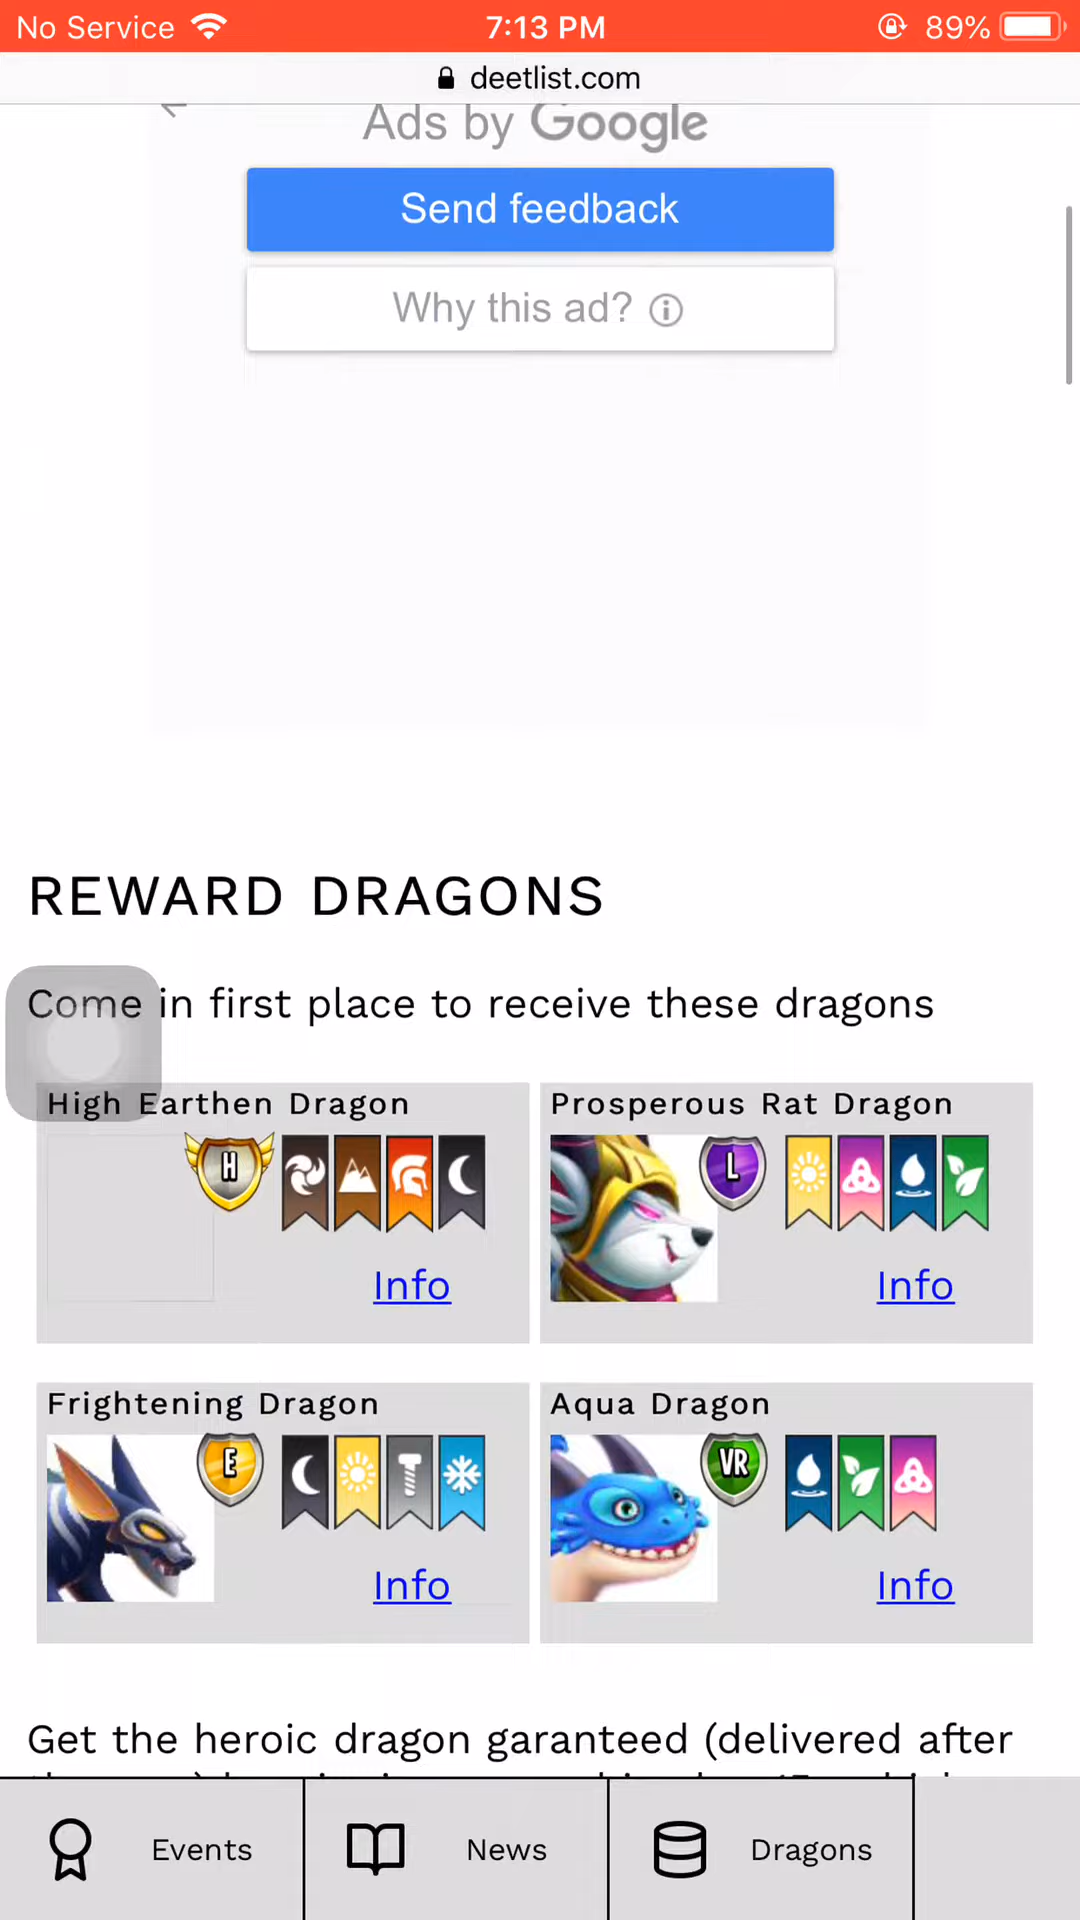 No Service
7:13 PM
89%
deetlist.com
Ads by Google
Send feedback
Why this ad?
REWARD DRAGONS
Come in first place to receive these dragons
High Earthen Dragon
H
Info
Prosperous Rat Dragon
L
Info
Frightening Dragon
E
Info
Aqua Dragon
VR
Info
Get the heroic dragon garanteed (delivered after
Events
News
Dragons